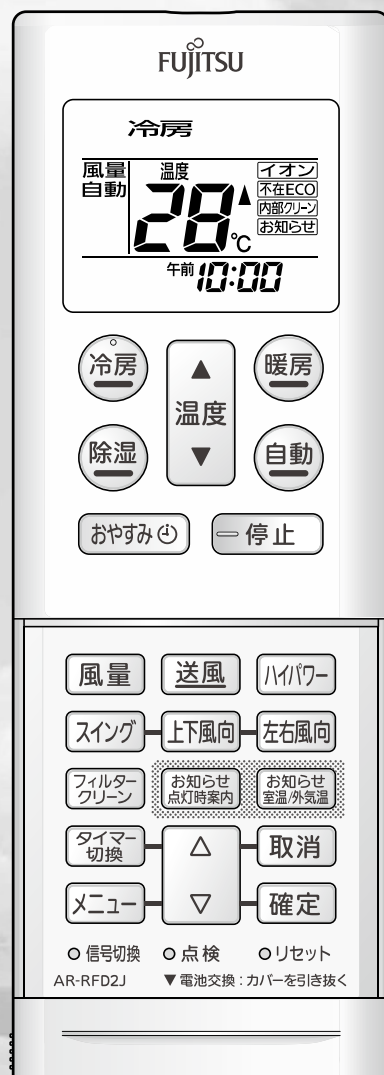 FUJITSU
冷房
風量 温度 イオン
自動 28▲ 不在ECO
℃ 内部クリーン
お知らせ
午前10:00
冷房 ▲ 暖房
温度
除湿 ▼ 自動
おやすみ 停止
風量 送風 ハイパワー
スイング 上下風向 左右風向
フィルター お知らせ お知らせ
クリーン 点灯時案内 室温/外気温
タイマー △ 取消
切換
メニュー ▽ 確定
信号切換 点検 リセット
AR-RFD2J ▼電池交換:カバーを引き抜く